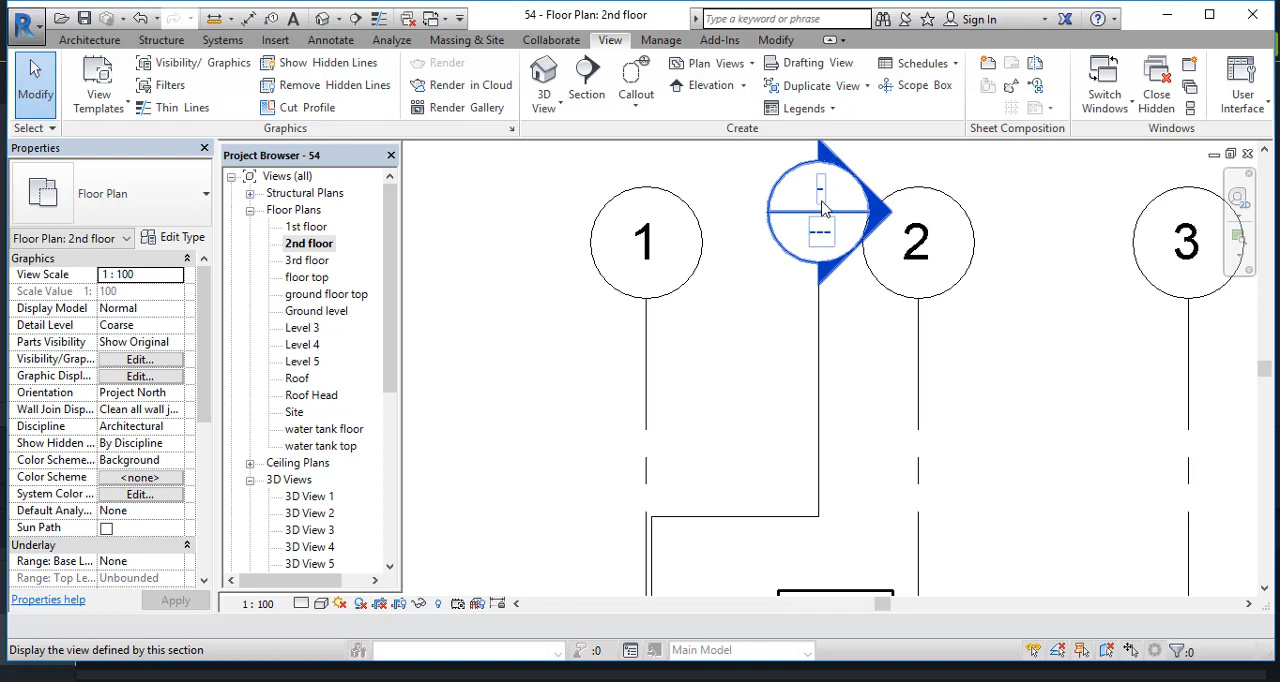 54 - Floor Plan: 2nd floor
Type a keyword or phrase
Sign In
Architecture Structure Systems Insert Annotate Analyze Massing & Site Collaborate View Manage Add-Ins Modify
Modify
Select
View Templates
Visibility/ Graphics
Filters
Thin Lines
Show Hidden Lines
Remove Hidden Lines
Cut Profile
Render
Render in Cloud
Render Gallery
Graphics
3D View
Section
Callout
Plan Views
Elevation
Drafting View
Duplicate View
Legends
Schedules
Scope Box
Create
Sheet Composition
Switch Windows
Close Hidden
User Interface
Windows
Properties
Floor Plan
Floor Plan: 2nd floor
Edit Type
Graphics
View Scale 1 : 100
Scale Value 1: 100
Display Model Normal
Detail Level Coarse
Parts Visibility Show Original
Visibility/Grap... Edit...
Graphic Displ... Edit...
Orientation Project North
Wall Join Disp... Clean all wall j...
Discipline Architectural
Show Hidden ... By Discipline
Color Scheme... Background
Color Scheme <none>
System Color ... Edit...
Default Analy... None
Sun Path
Underlay
Range: Base L... None
Range: Top Le... Unbounded
Properties help
Apply
Project Browser - 54
Views (all)
Structural Plans
Floor Plans
1st floor
2nd floor
3rd floor
floor top
ground floor top
Ground level
Level 3
Level 4
Level 5
Roof
Roof Head
Site
water tank floor
water tank top
Ceiling Plans
3D Views
3D View 1
3D View 2
3D View 3
3D View 4
3D View 5
-
---
1
2
3
2D
1 : 100
Display the view defined by this section
:0
Main Model
:0